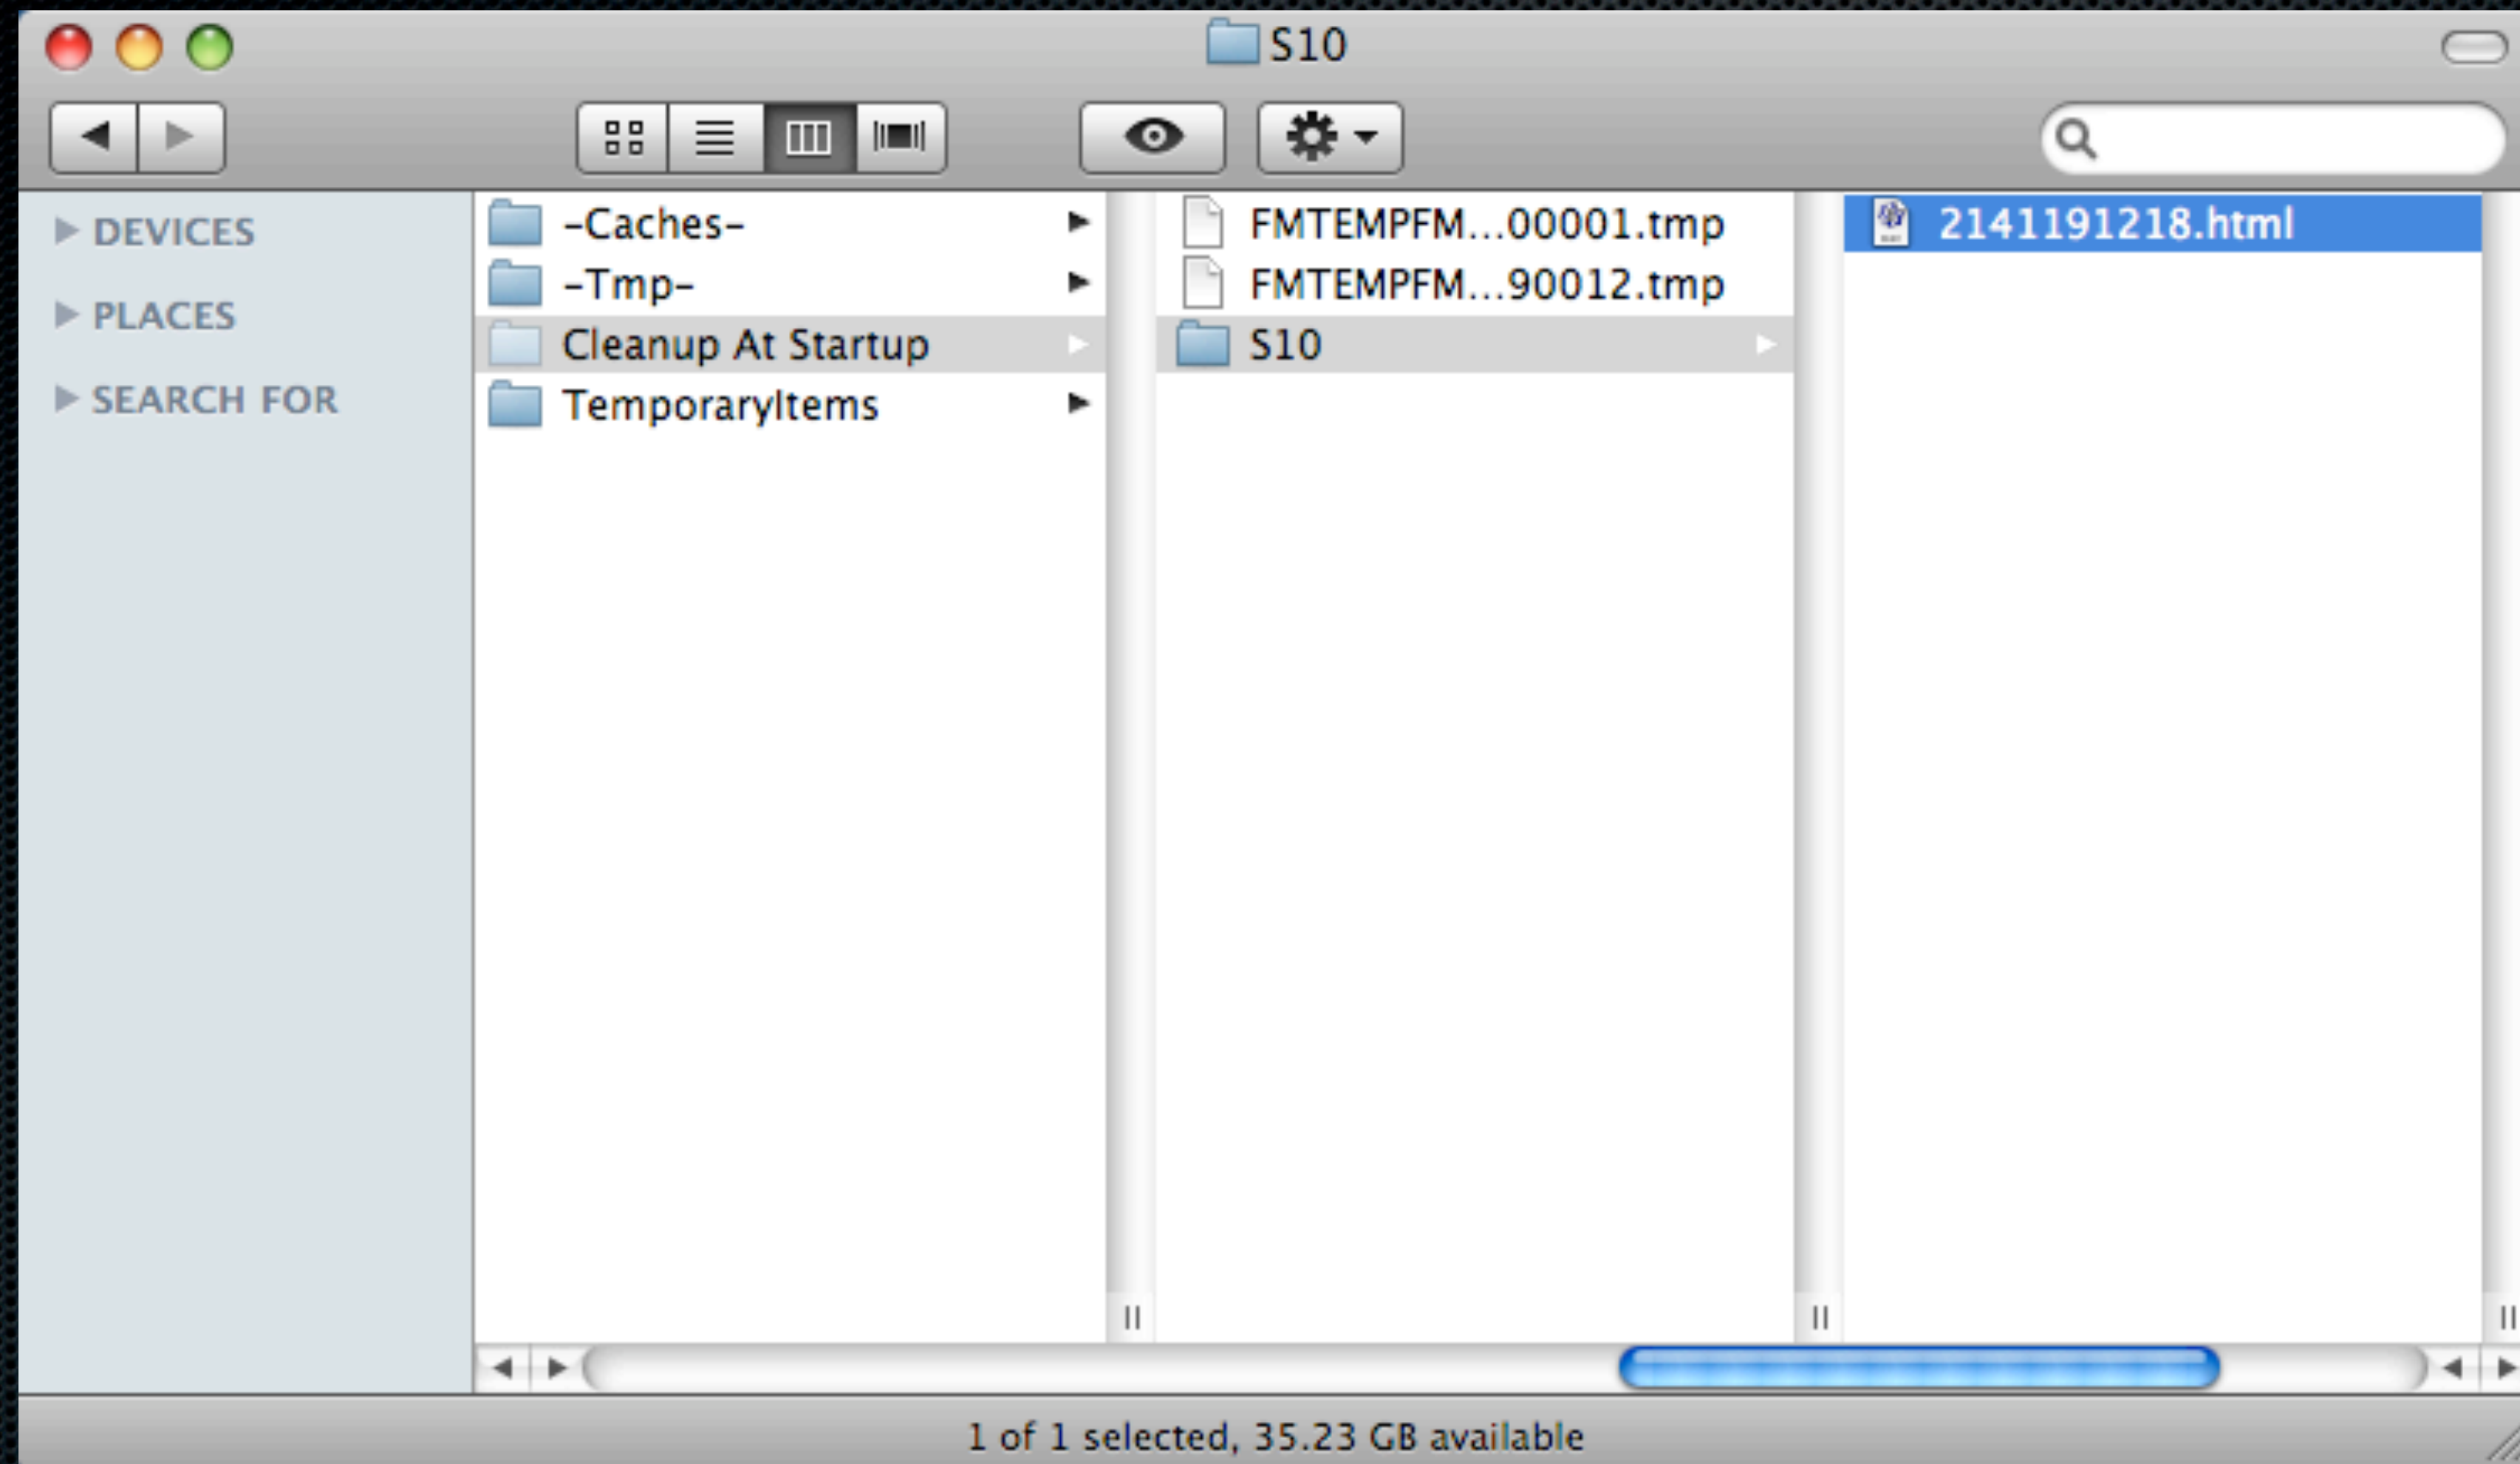 S10
DEVICES
PLACES
SEARCH FOR
-Caches-
-Tmp-
Cleanup At Startup
TemporaryItems
FMTEMPFM...00001.tmp
FMTEMPFM...90012.tmp
S10
2141191218.html
1 of 1 selected, 35.23 GB available